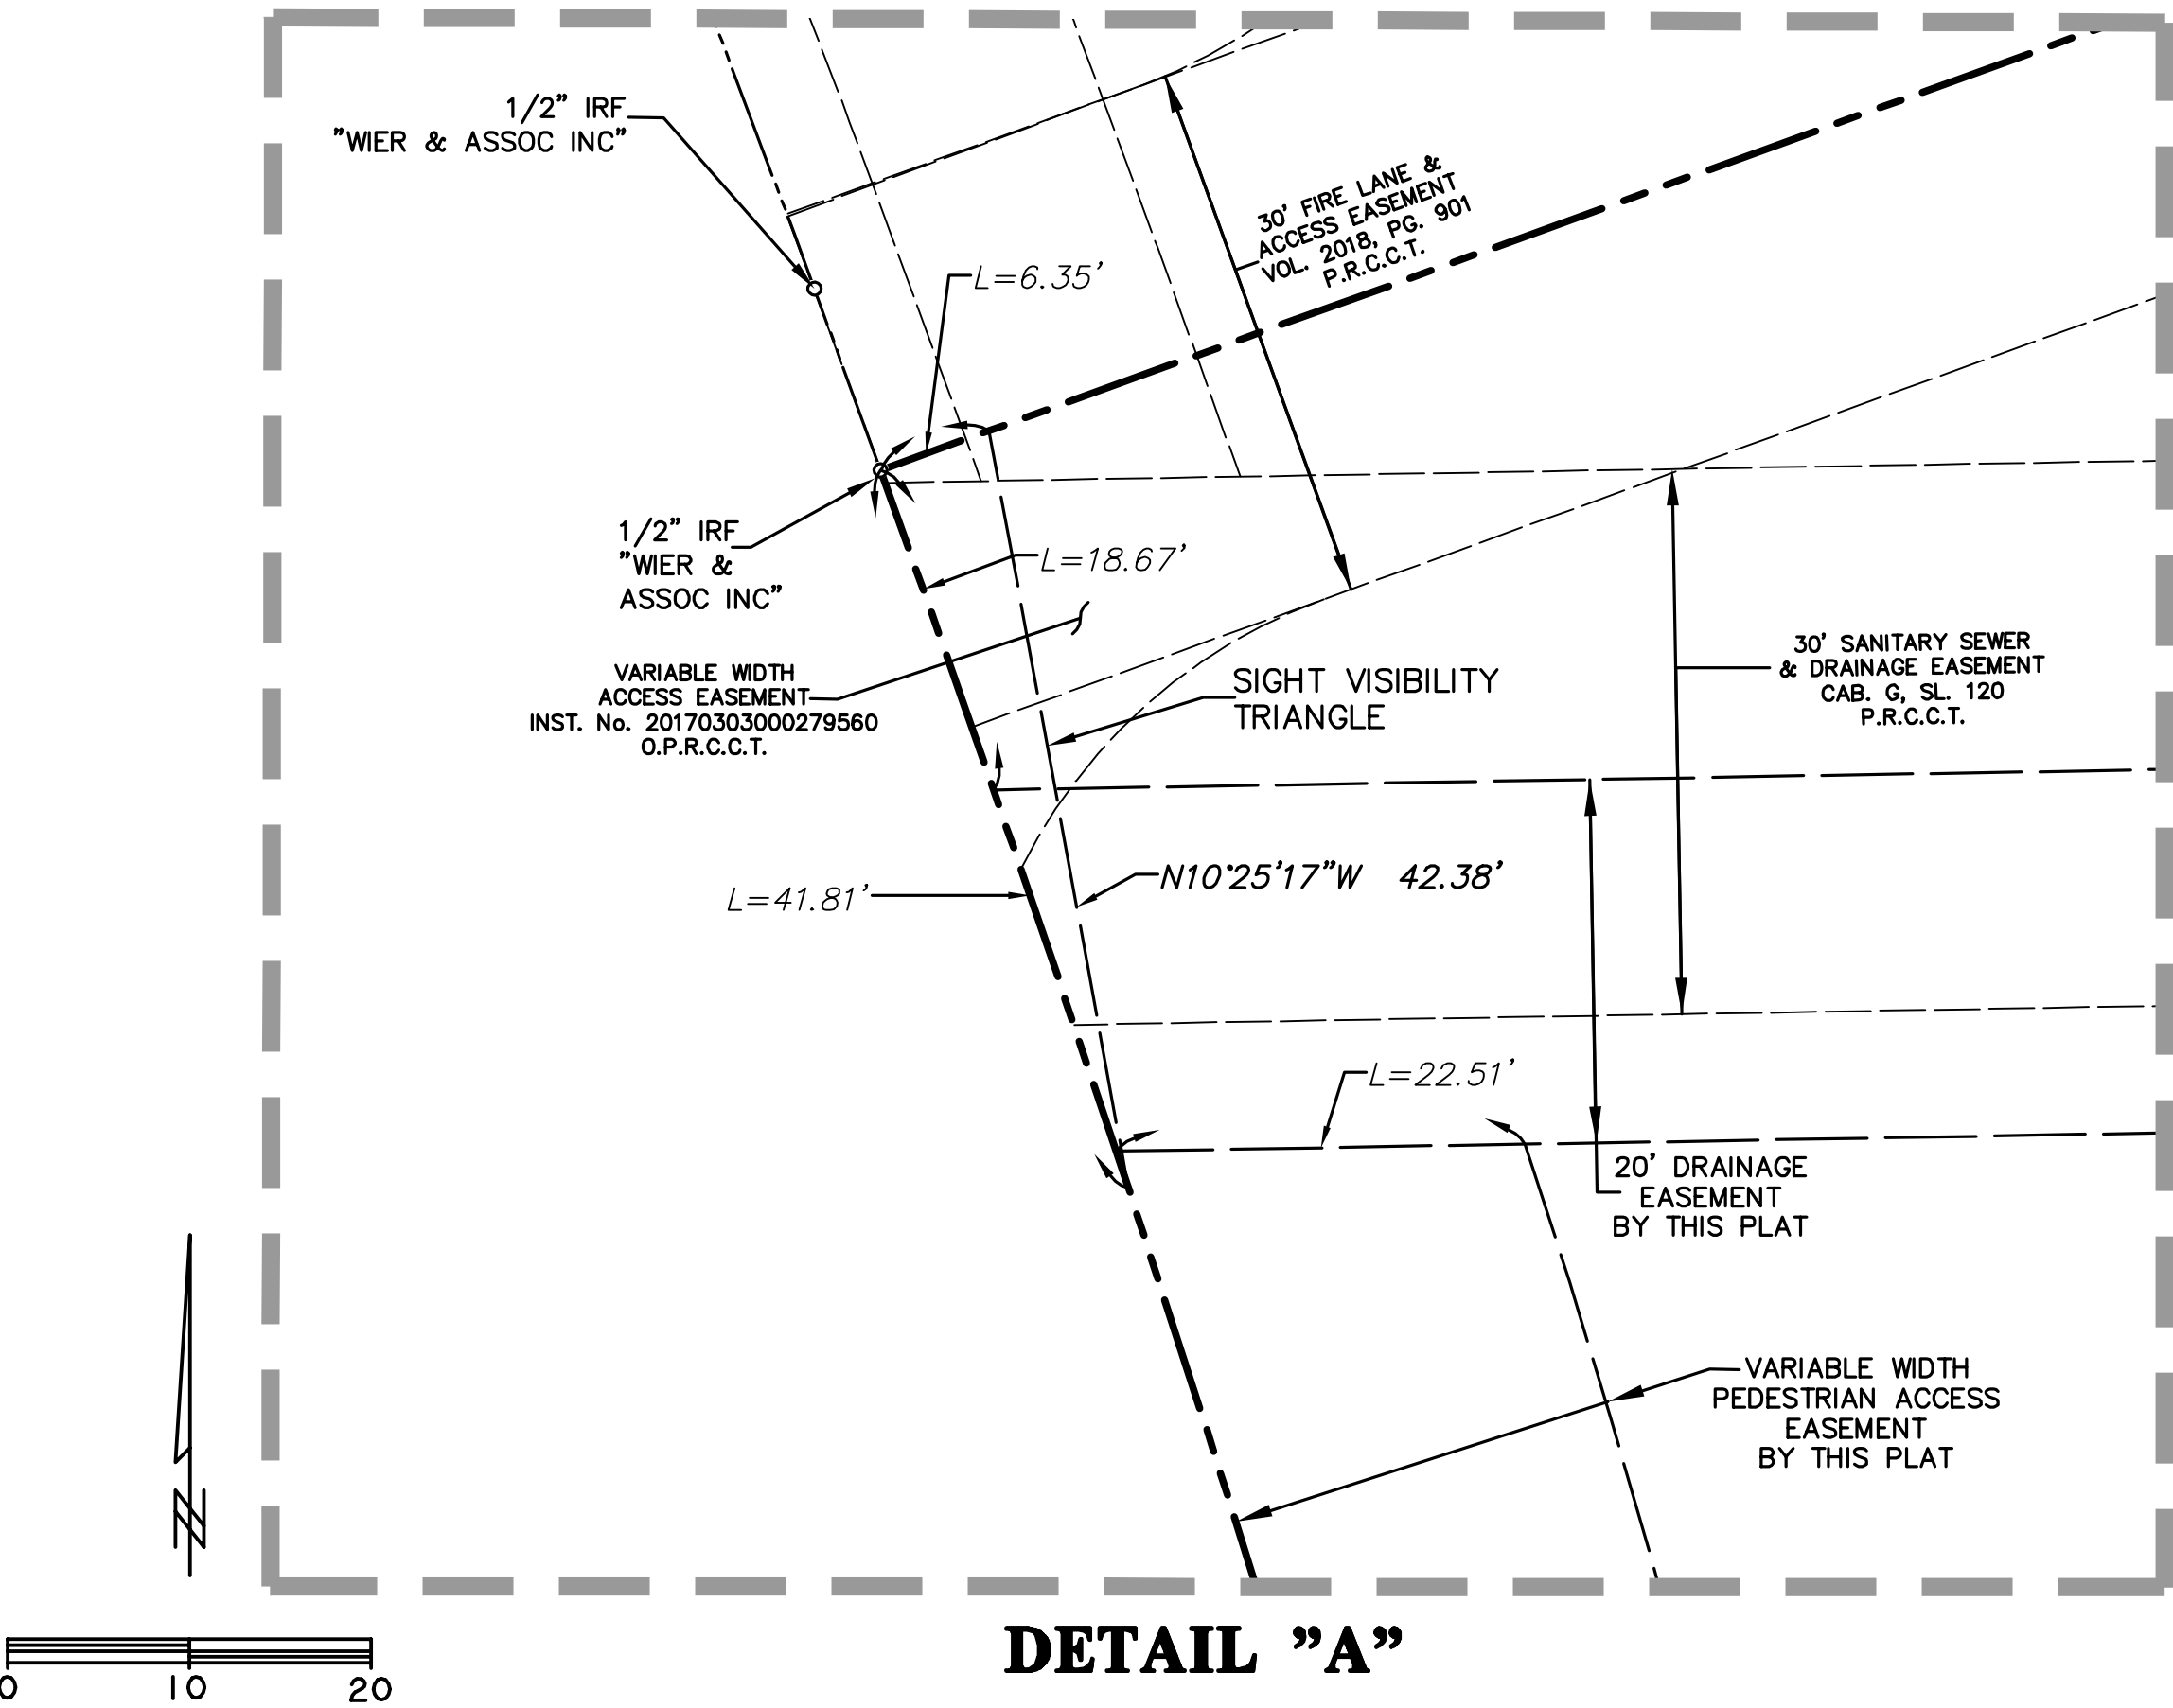 1/2" IRF
"WIER & ASSOC INC"
30' FIRE LANE &
ACCESS EASEMENT
VOL. 2018, PG. 901
P.R.C.C.T.
L=6.35'
1/2" IRF
"WIER &
ASSOC INC"
L=18.67'
VARIABLE WIDTH
ACCESS EASEMENT
INST. No. 20170303000279560
O.P.R.C.C.T.
SIGHT VISIBILITY
TRIANGLE
30' SANITARY SEWER
& DRAINAGE EASEMENT
CAB. G, SL. 120
P.R.C.C.T.
L=41.81'
N10°25'17"W 42.38'
L=22.51'
20' DRAINAGE
EASEMENT
BY THIS PLAT
VARIABLE WIDTH
PEDESTRIAN ACCESS
EASEMENT
BY THIS PLAT
N
DETAIL "A"
0 10 20